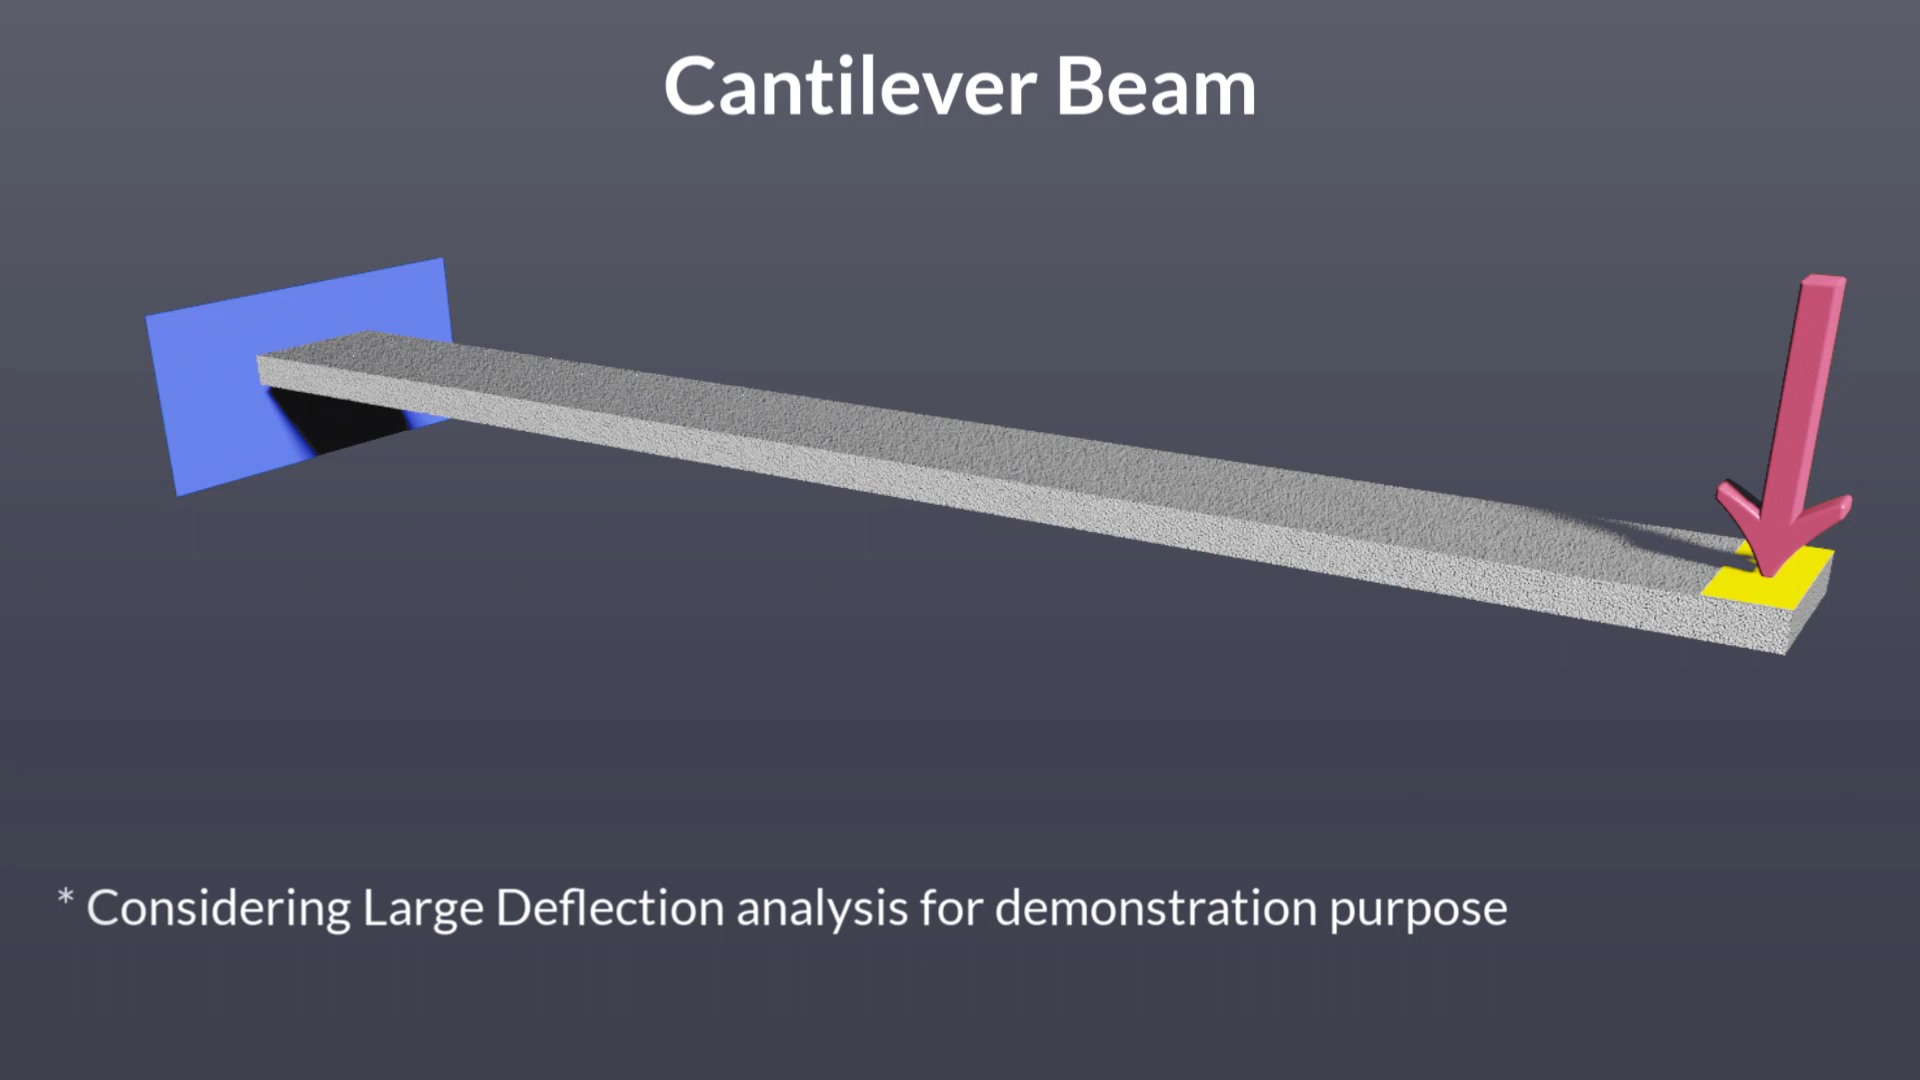 Cantilever Beam
* Considering Large Deflection analysis for demonstration purpose